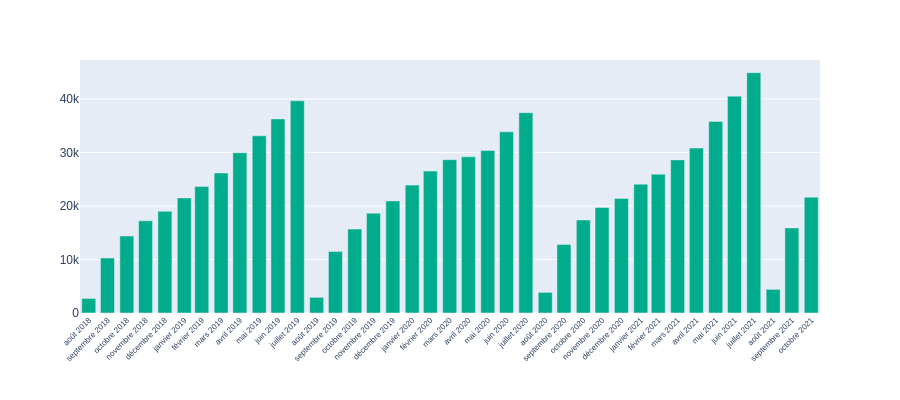 40k
30k
20k
10k
0
août 2018
septembre 2018
octobre 2018
novembre 2018
décembre 2018
janvier 2019
février 2019
mars 2019
avril 2019
mai 2019
juin 2019
juillet 2019
août 2019
septembre 2019
octobre 2019
novembre 2019
décembre 2019
janvier 2020
février 2020
mars 2020
avril 2020
mai 2020
juin 2020
juillet 2020
août 2020
septembre 2020
octobre 2020
novembre 2020
décembre 2020
janvier 2021
février 2021
mars 2021
avril 2021
mai 2021
juin 2021
juillet 2021
août 2021
septembre 2021
octobre 2021